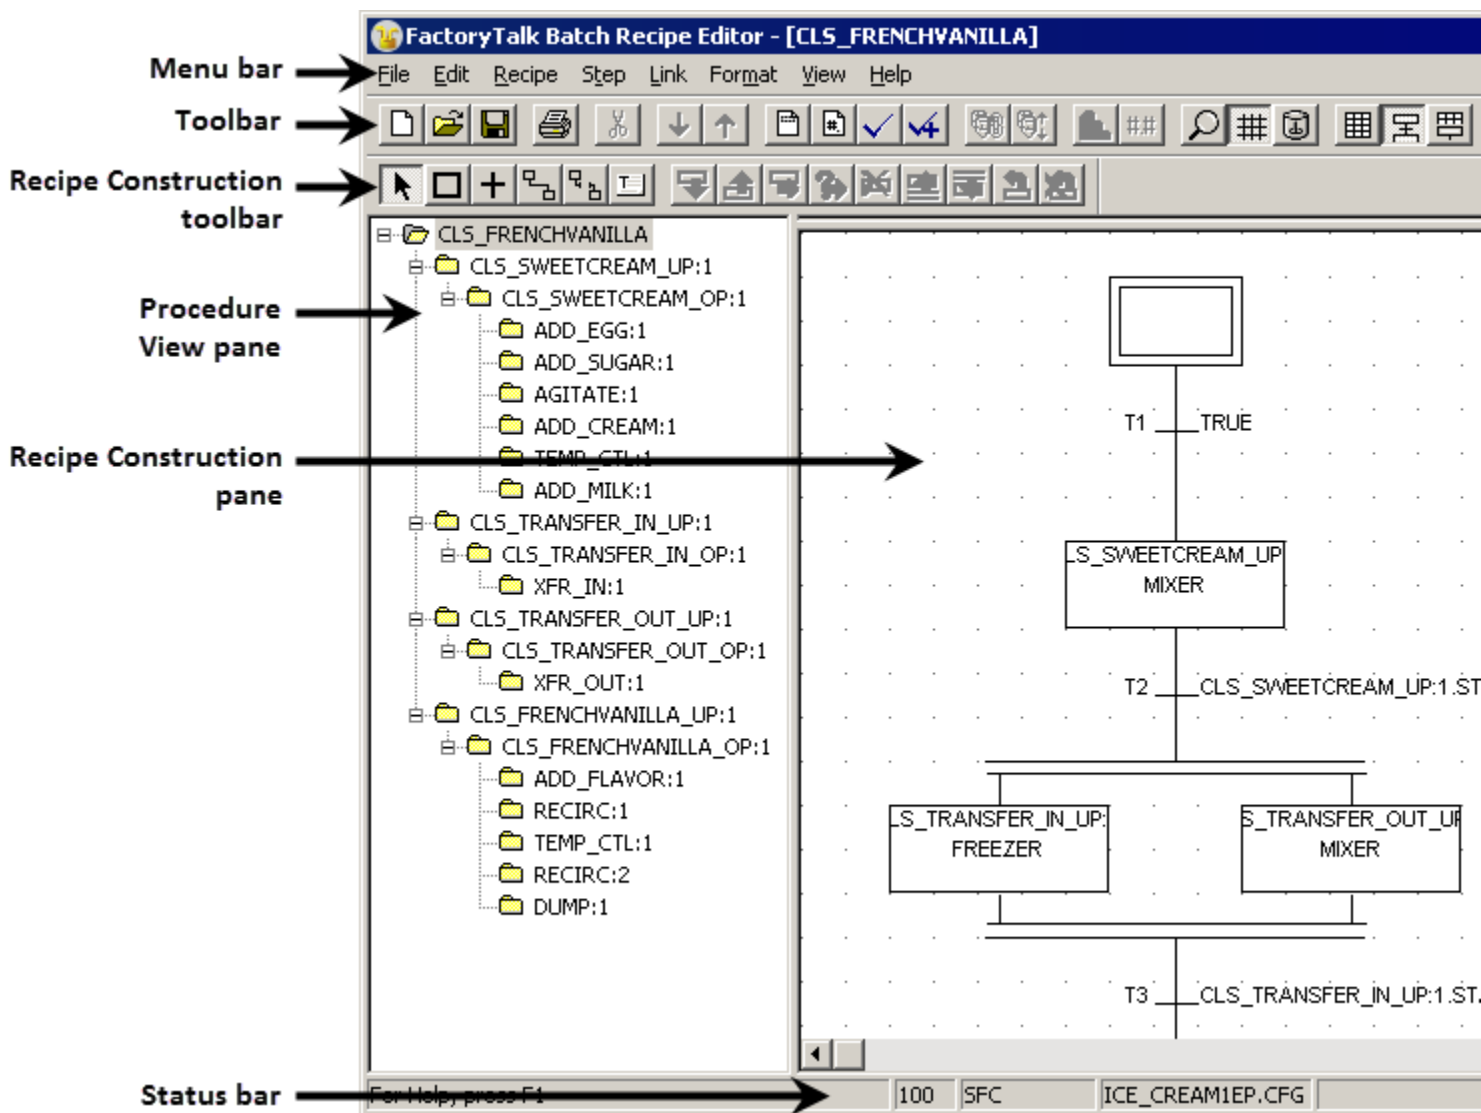 FactoryTalk Batch Recipe Editor - [CLS_FRENCHVANILLA]
Menu bar
File Edit Recipe Step Link Format View Help
Toolbar
Recipe Construction
toolbar
CLS_FRENCHVANILLA
CLS_SWEETCREAM_UP:1
CLS_SWEETCREAM_OP:1
Procedure
View pane
ADD_EGG:1
ADD_SUGAR:1
AGITATE:1
ADD_CREAM:1
Recipe Construction
pane
TEMP_CTL:1
ADD_MILK:1
CLS_TRANSFER_IN_UP:1
CLS_TRANSFER_IN_OP:1
XFR_IN:1
CLS_TRANSFER_OUT_UP:1
CLS_TRANSFER_OUT_OP:1
XFR_OUT:1
CLS_FRENCHVANILLA_UP:1
CLS_FRENCHVANILLA_OP:1
ADD_FLAVOR:1
RECIRC:1
TEMP_CTL:1
RECIRC:2
DUMP:1
T1 TRUE
LS_SWEETCREAM_UP
MIXER
T2 CLS_SWEETCREAM_UP:1.ST
LS_TRANSFER_IN_UP:
FREEZER
S_TRANSFER_OUT_UP
MIXER
T3 CLS_TRANSFER_IN_UP:1.ST.
Status bar
For Help, press F1
100 SFC ICE_CREAM1EP.CFG